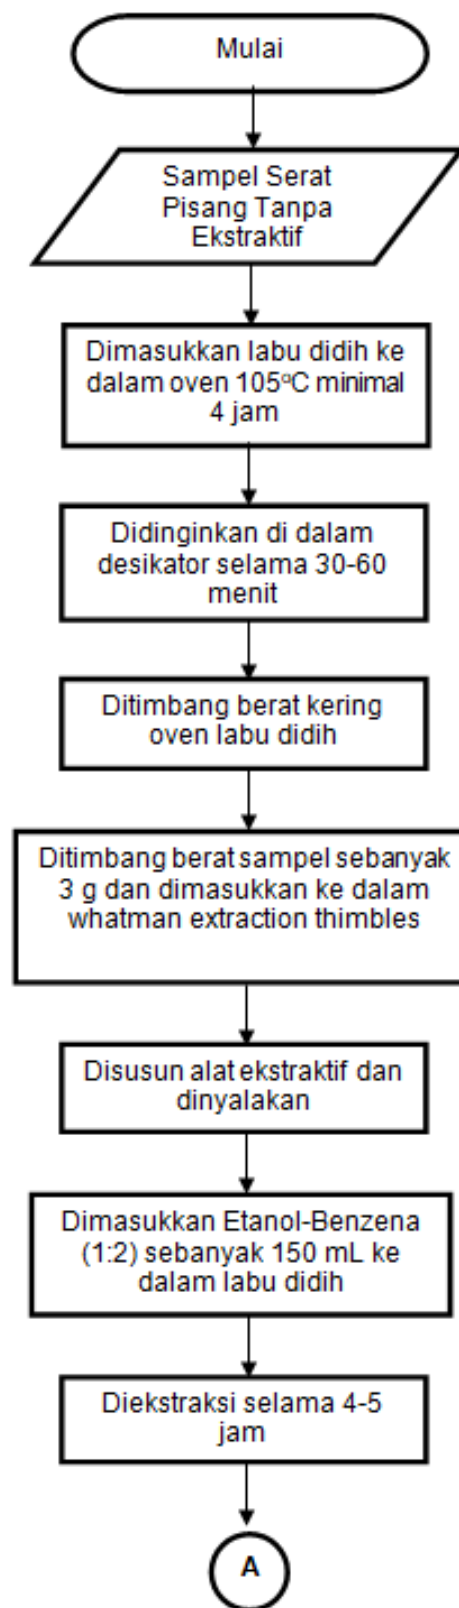 Mulai
Sampel Serat
Pisang Tanpa
Ekstraktif
Dimasukkan labu didih ke
dalam oven 105°C minimal
4 jam
Didinginkan di dalam
desikator selama 30-60
menit
Ditimbang berat kering
oven labu didih
Ditimbang berat sampel sebanyak
3 g dan dimasukkan ke dalam
whatman extraction thimbles
Disusun alat ekstraktif dan
dinyalakan
Dimasukkan Etanol-Benzena
(1:2) sebanyak 150 mL ke
dalam labu didih
Diekstraksi selama 4-5
jam
A